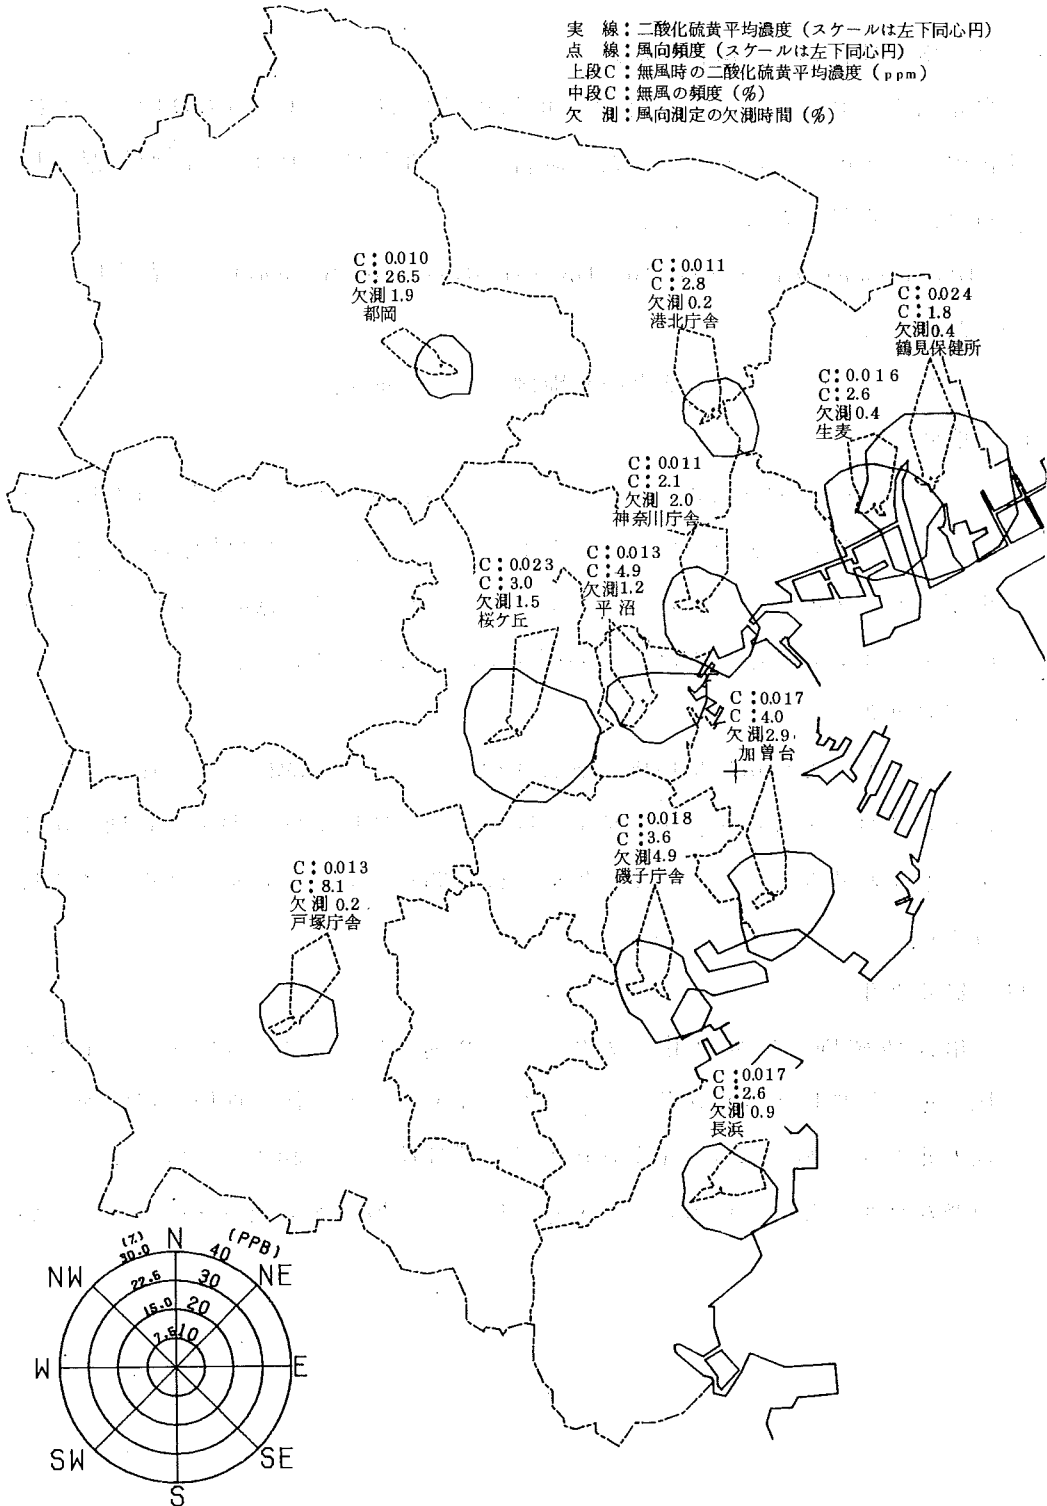 実　線：二酸化硫黄平均濃度（スケールは左下同心円）
点　線：風向頻度（スケールは左下同心円）
上段C：無風時の二酸化硫黄平均濃度（ppm）
中段C：無風の頻度（%）
欠　測：風向測定の欠測時間（%）
C：0.010
C：26.5
欠測 1.9
都岡
C：0.011
C：2.8
欠測 0.2
港北庁舎
C：0.024
C：1.8
欠測 0.4
鶴見保健所
C：0.016
C：2.6
欠測 0.4
生麦
C：0.011
C：2.1
欠測 2.0
神奈川庁舎
C：0.023
C：3.0
欠測 1.5
桜ケ丘
C：0.013
C：4.9
欠測 1.2
平沼
C：0.017
C：4.0
欠測 2.9
加曽台
C：0.018
C：3.6
欠測 4.9
磯子庁舎
C：0.013
C：8.1
欠測 0.2
戸塚庁舎
C：0.017
C：2.6
欠測 0.9
長浜
(%) N (PPB)
30.0 40
NW 22.5 30 NE
15.0 20
7.5 10
W E
SW SE
S